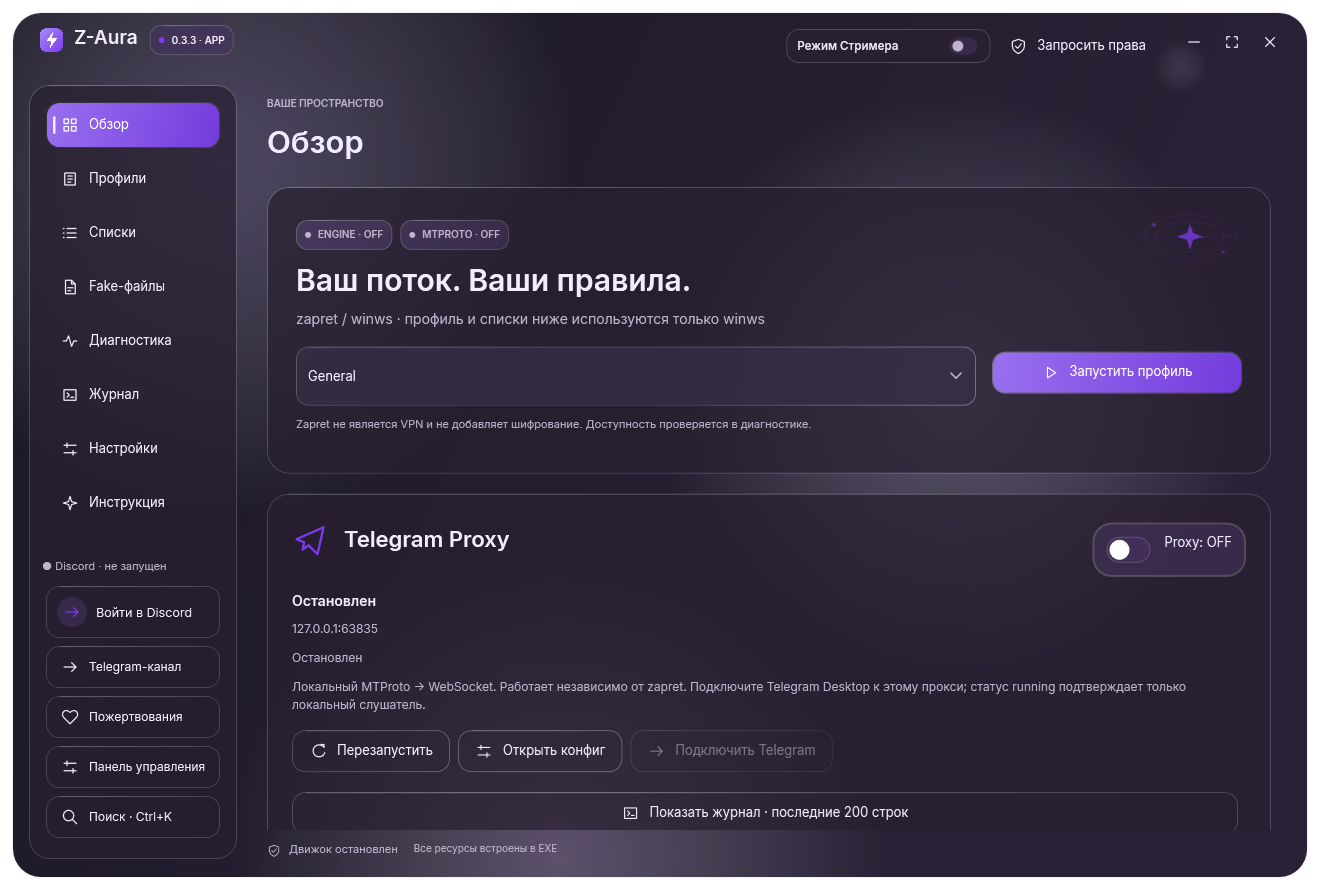 Z-Aura
0.3.3 · APP
Режим Стримера
Запросить права
Обзор
Профили
Списки
Fake-файлы
Диагностика
Журнал
Настройки
Инструкция
Discord · не запущен
Войти в Discord
Telegram-канал
Пожертвования
Панель управления
Поиск · Ctrl+K
ВАШЕ ПРОСТРАНСТВО
Обзор
ENGINE · OFF
MTPROTO · OFF
Ваш поток. Ваши правила.
zapret / winws · профиль и списки ниже используются только winws
General
Запустить профиль
Zapret не является VPN и не добавляет шифрование. Доступность проверяется в диагностике.
Telegram Proxy
Proxy: OFF
Остановлен
127.0.0.1:63835
Остановлен
Локальный MTProto → WebSocket. Работает независимо от zapret. Подключите Telegram Desktop к этому прокси; статус running подтверждает только
локальный слушатель.
Перезапустить
Открыть конфиг
Подключить Telegram
Показать журнал · последние 200 строк
Движок остановлен
Все ресурсы встроены в EXE